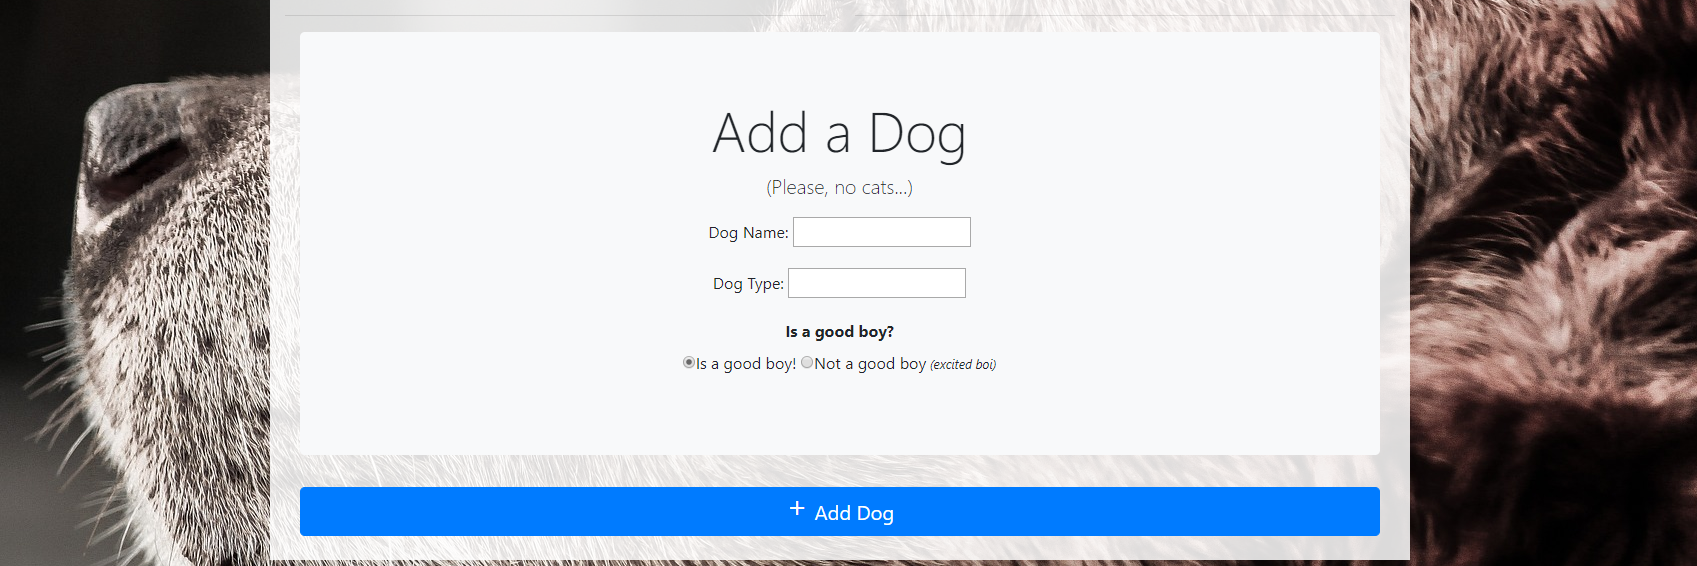 Add a Dog
(Please, no cats...)
Dog Name:
Dog Type:
Is a good boy?
Is a good boy! Not a good boy (excited boi)
+ Add Dog